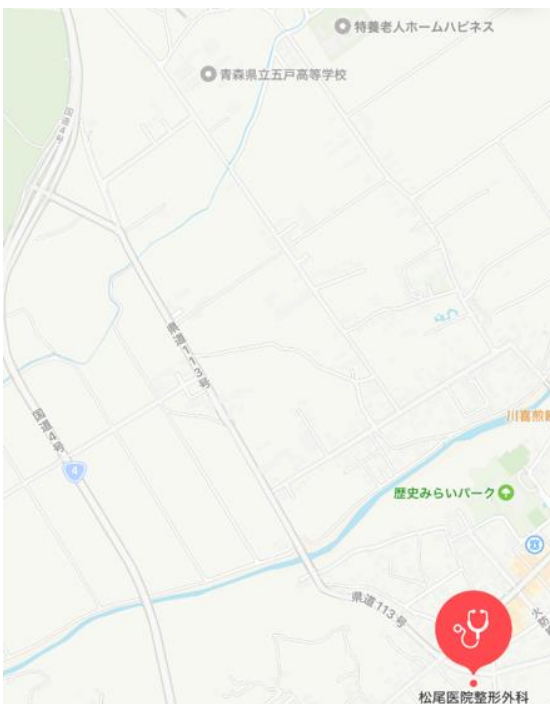 特養老人ホームハピネス
青森県立五戸高等学校
国道4号
県道113号
国道4号
4
川喜煎餅
歴史みらいパーク
県道113号
松尾医院整形外科